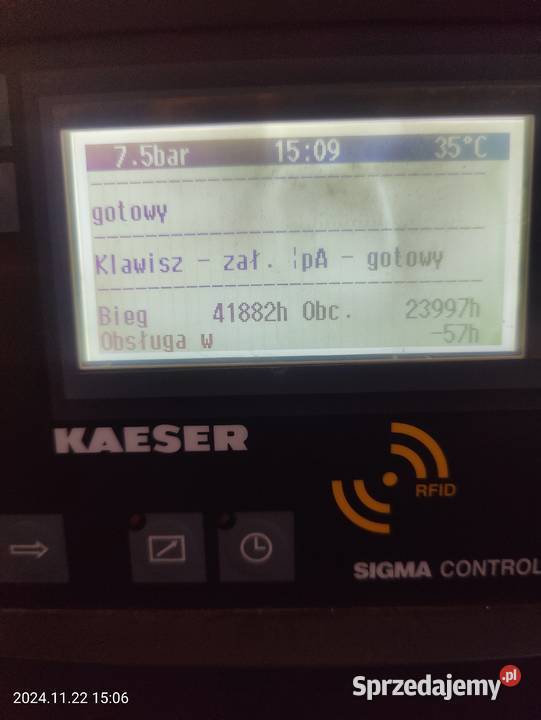 7.5bar 15:09 35°C
gotowy
Klawisz - zał. ¦pA - gotowy
Bieg 41882h Obc. 23997h
Obsługa w -57h
KAESER
RFID
SIGMA CONTROL
2024.11.22 15:06
Sprzedajemy.pl